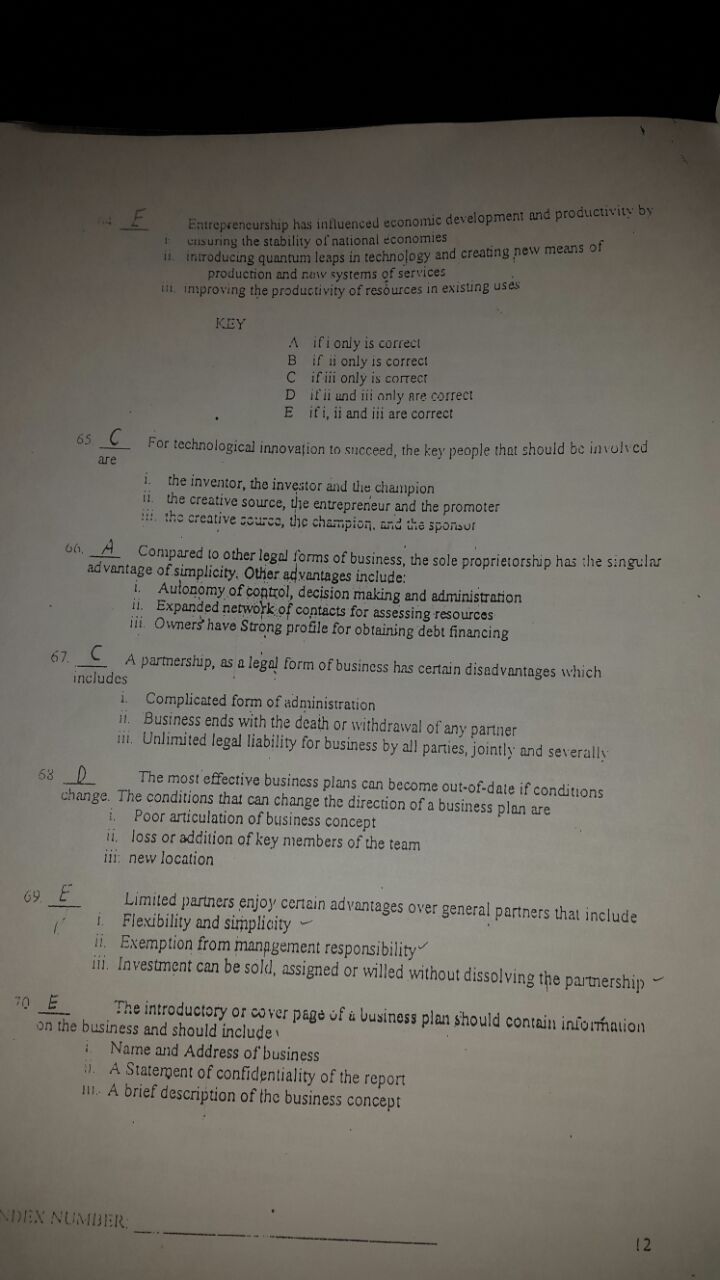 64. E Entrepreneurship has influenced economic development and productivity by
i. ensuring the stability of national economies
ii. introducing quantum leaps in technology and creating new means of
production and new systems of services
iii. improving the productivity of resources in existing uses
KEY
A if i only is correct
B if ii only is correct
C if iii only is correct
D if ii and iii only are correct
E if i, ii and iii are correct
65. C For technological innovation to succeed, the key people that should be involved
are
i. the inventor, the investor and the champion
ii. the creative source, the entrepreneur and the promoter
iii. the creative source, the champion, and the sponsor
66. A Compared to other legal forms of business, the sole proprietorship has the singular
advantage of simplicity. Other advantages include:
i. Autonomy of control, decision making and administration
ii. Expanded network of contacts for assessing resources
iii. Owners have Strong profile for obtaining debt financing
67. C A partnership, as a legal form of business has certain disadvantages which
includes
i. Complicated form of administration
ii. Business ends with the death or withdrawal of any partner
iii. Unlimited legal liability for business by all parties, jointly and severally
68 D The most effective business plans can become out-of-date if conditions
change. The conditions that can change the direction of a business plan are
i. Poor articulation of business concept
ii. loss or addition of key members of the team
iii. new location
69. E Limited partners enjoy certain advantages over general partners that include
i. Flexibility and simplicity
ii. Exemption from management responsibility
iii. Investment can be sold, assigned or willed without dissolving the partnership
70 E The introductory or cover page of a business plan should contain information
on the business and should include
i. Name and Address of business
ii. A Statement of confidentiality of the report
iii. A brief description of the business concept
INDEX NUMBER:
12